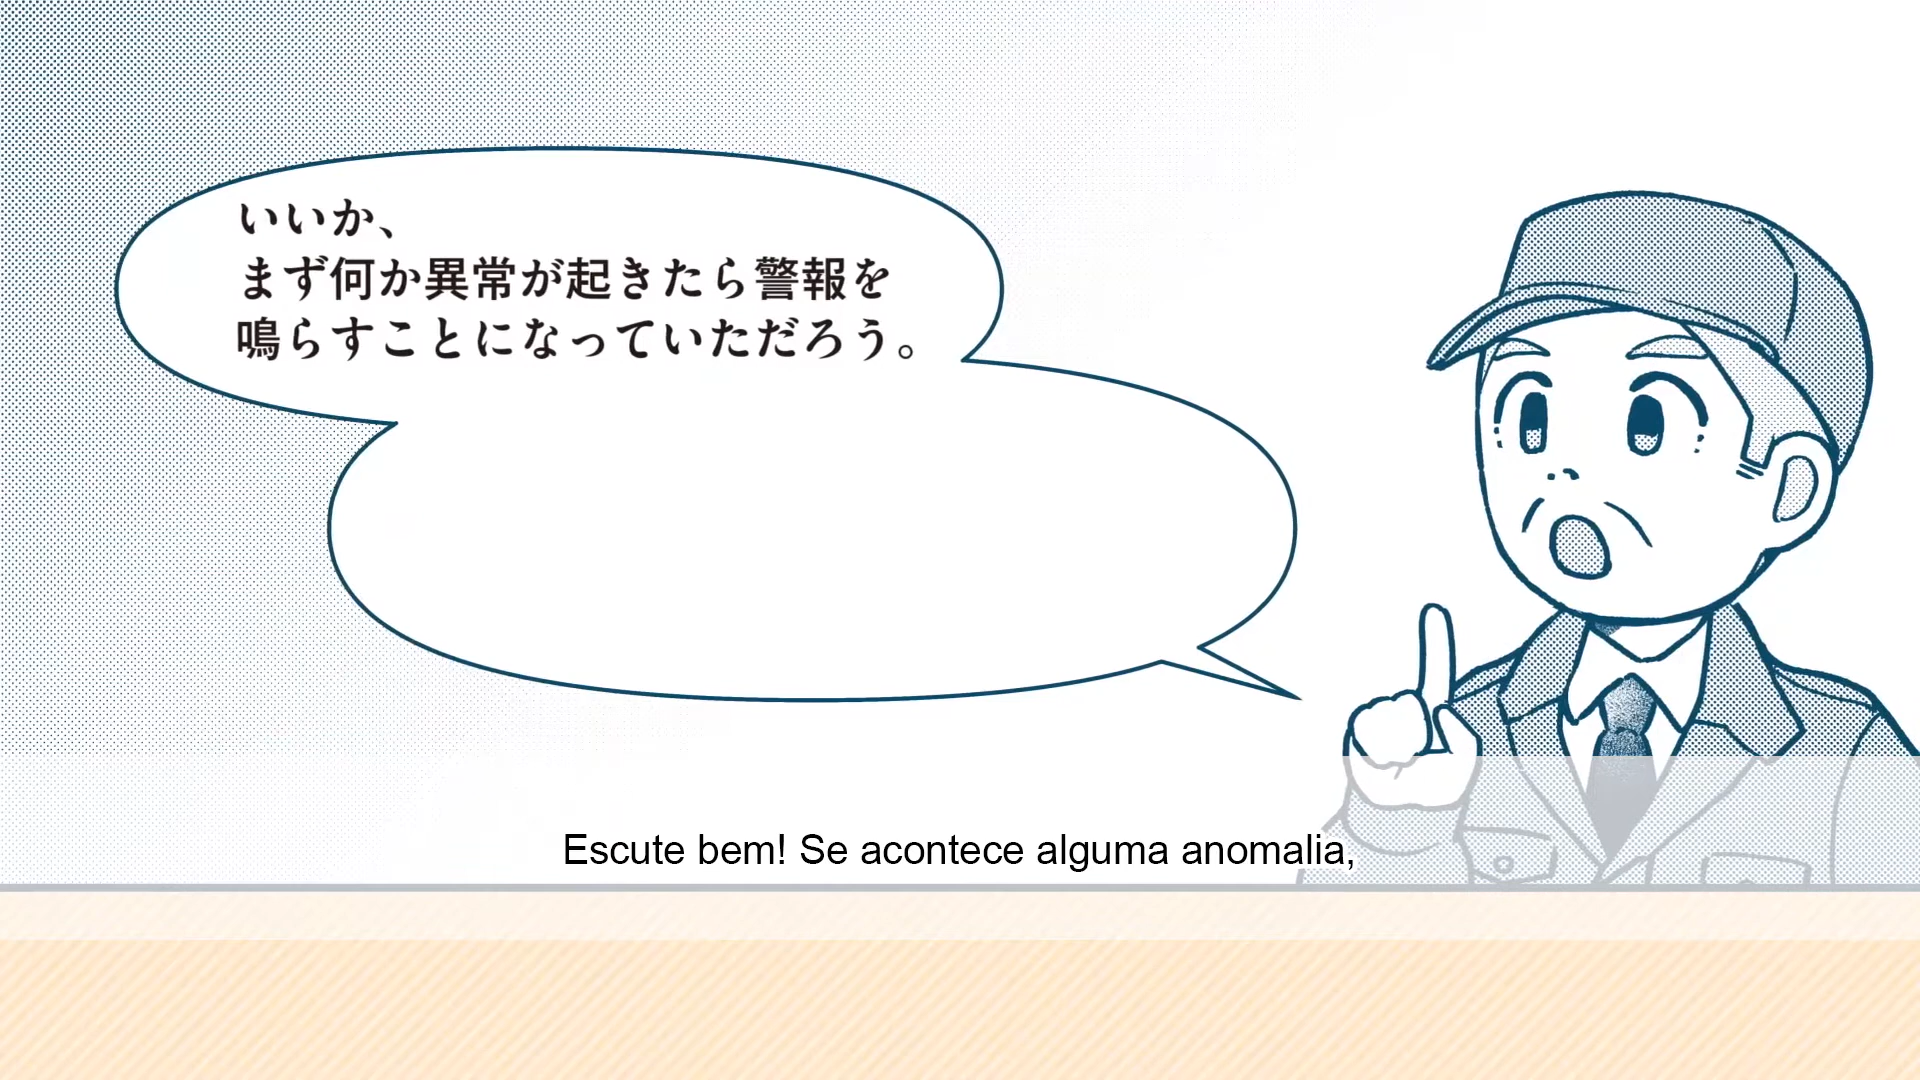 いいか、
まず何か異常が起きたら警報を
鳴らすことになっていただろう。
Escute bem! Se acontece alguma anomalia,